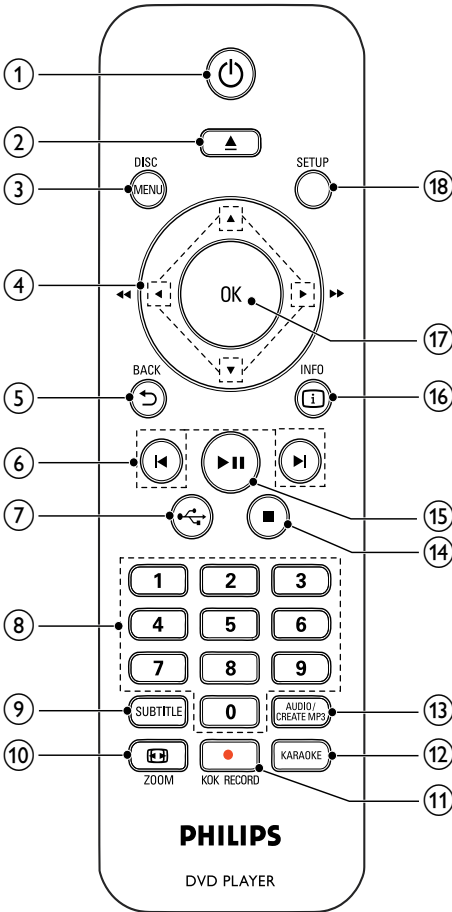 ①
②
DISC
SETUP
③
MENU
⑱
④
OK
⑰
BACK
INFO
⑤
i
⑯
⑥
⑮
⑦
⑭
1 2 3
⑧
4 5 6
7 8 9
⑨
SUBTITLE
0
AUDIO/
CREATE MP3
⑬
⑩
KARAOKE
⑫
ZOOM
KOK RECORD
⑪
PHILIPS
DVD PLAYER